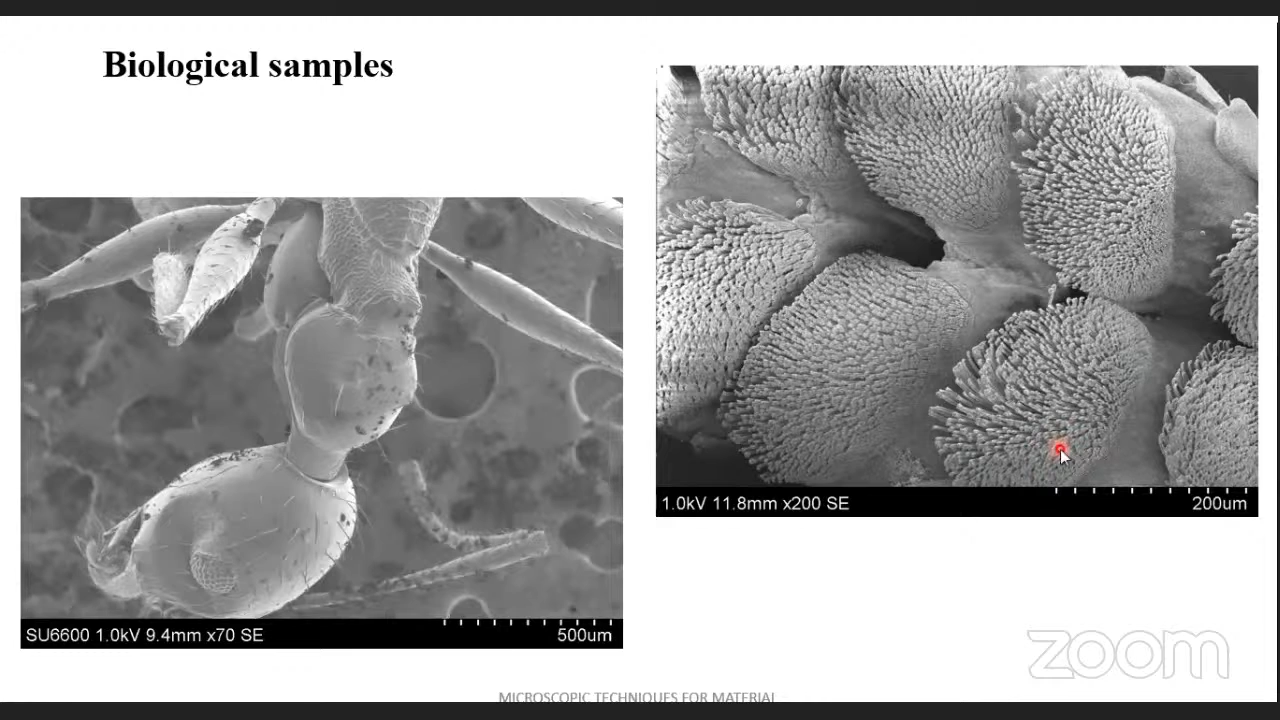 Biological samples
1.0kV 11.8mm x200 SE 200um
SU6600 1.0kV 9.4mm x70 SE 500um
zoom
MICROSCOPIC TECHNIQUES FOR MATERIAL